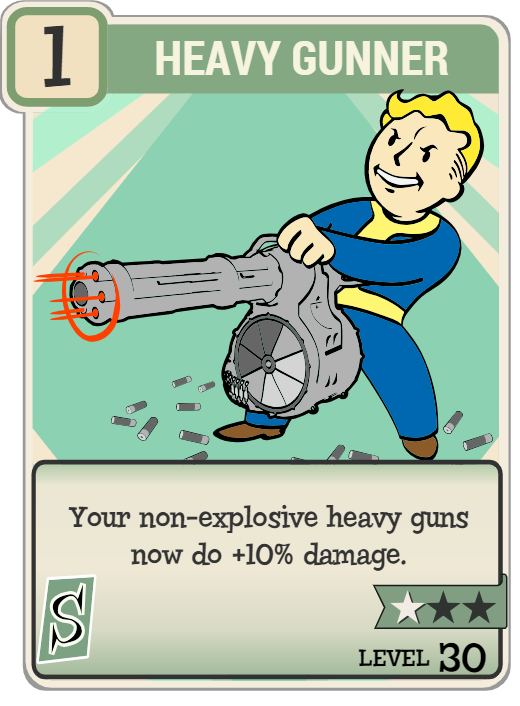 1
HEAVY GUNNER
Your non-explosive heavy guns
now do +10% damage.
S
LEVEL 30